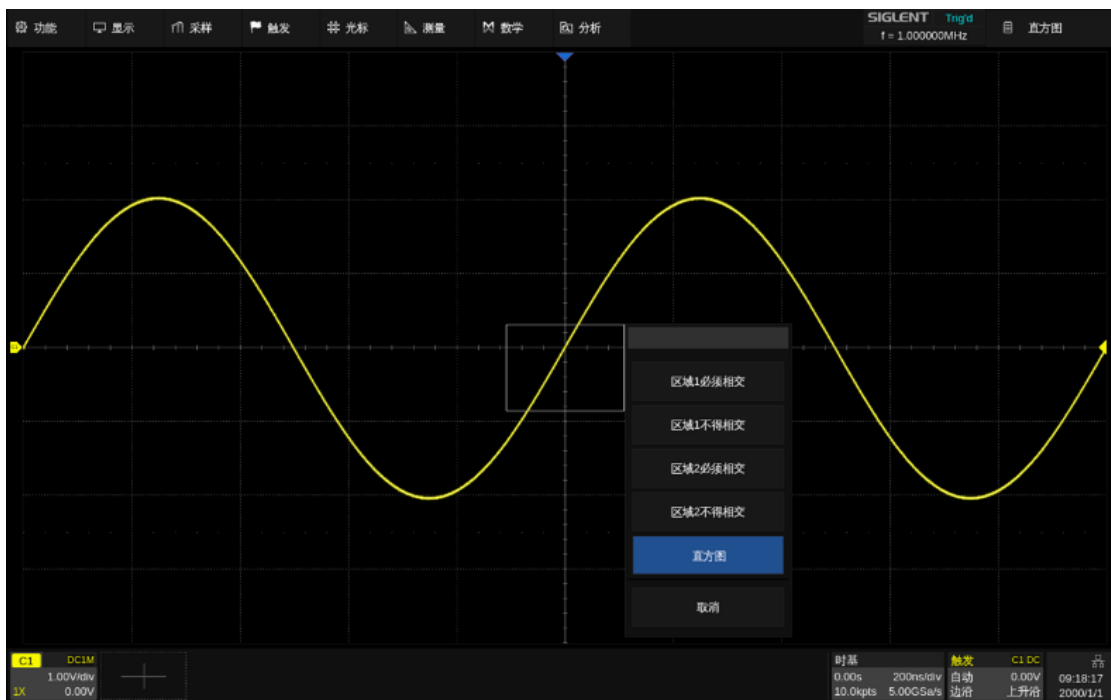 功能 显示 采样 触发 光标 测量 数学 分析
SIGLENT Trig'd
f = 1.000000MHz
直方图
区域1必须相交
区域1不得相交
区域2必须相交
区域2不得相交
直方图
取消
C1 DC1M
1.00V/div
1X 0.00V
时基
0.00s 200ns/div
10.0kpts 5.00GSa/s
触发 C1 DC
自动 0.00V
边沿 上升沿
09:18:17
2000/1/1